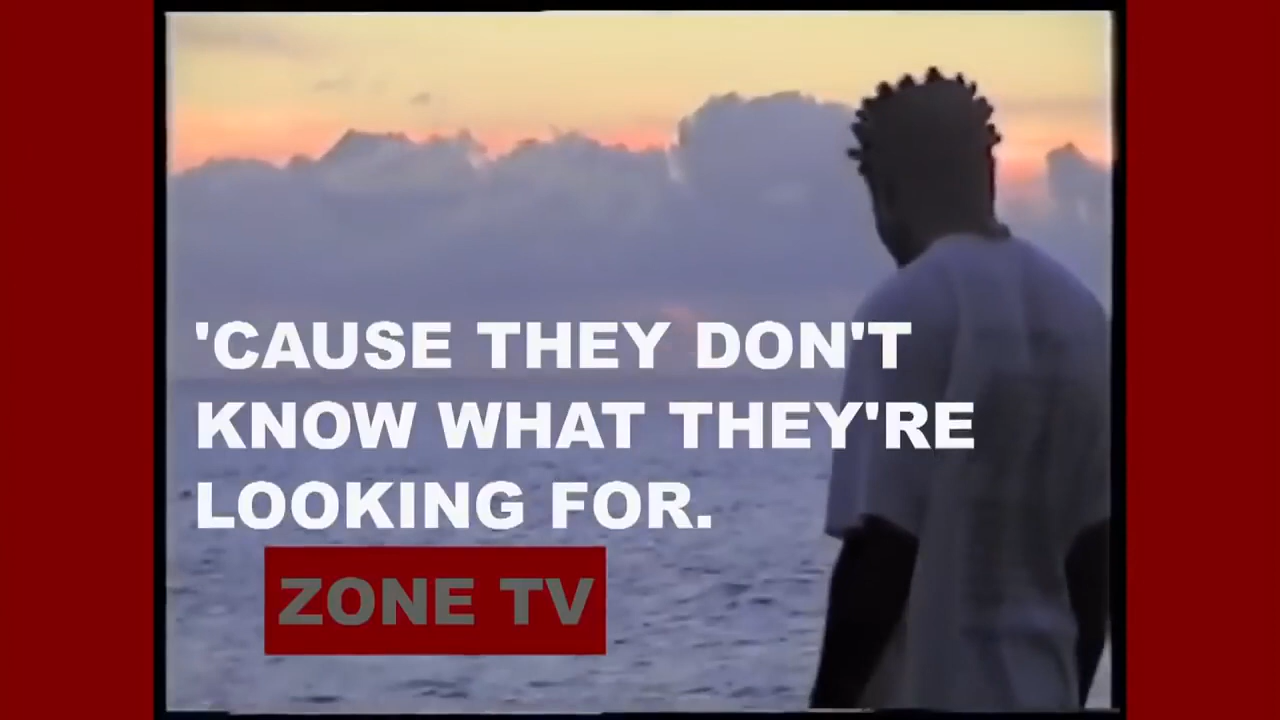 'CAUSE THEY DON'T
KNOW WHAT THEY'RE
LOOKING FOR.
ZONE TV